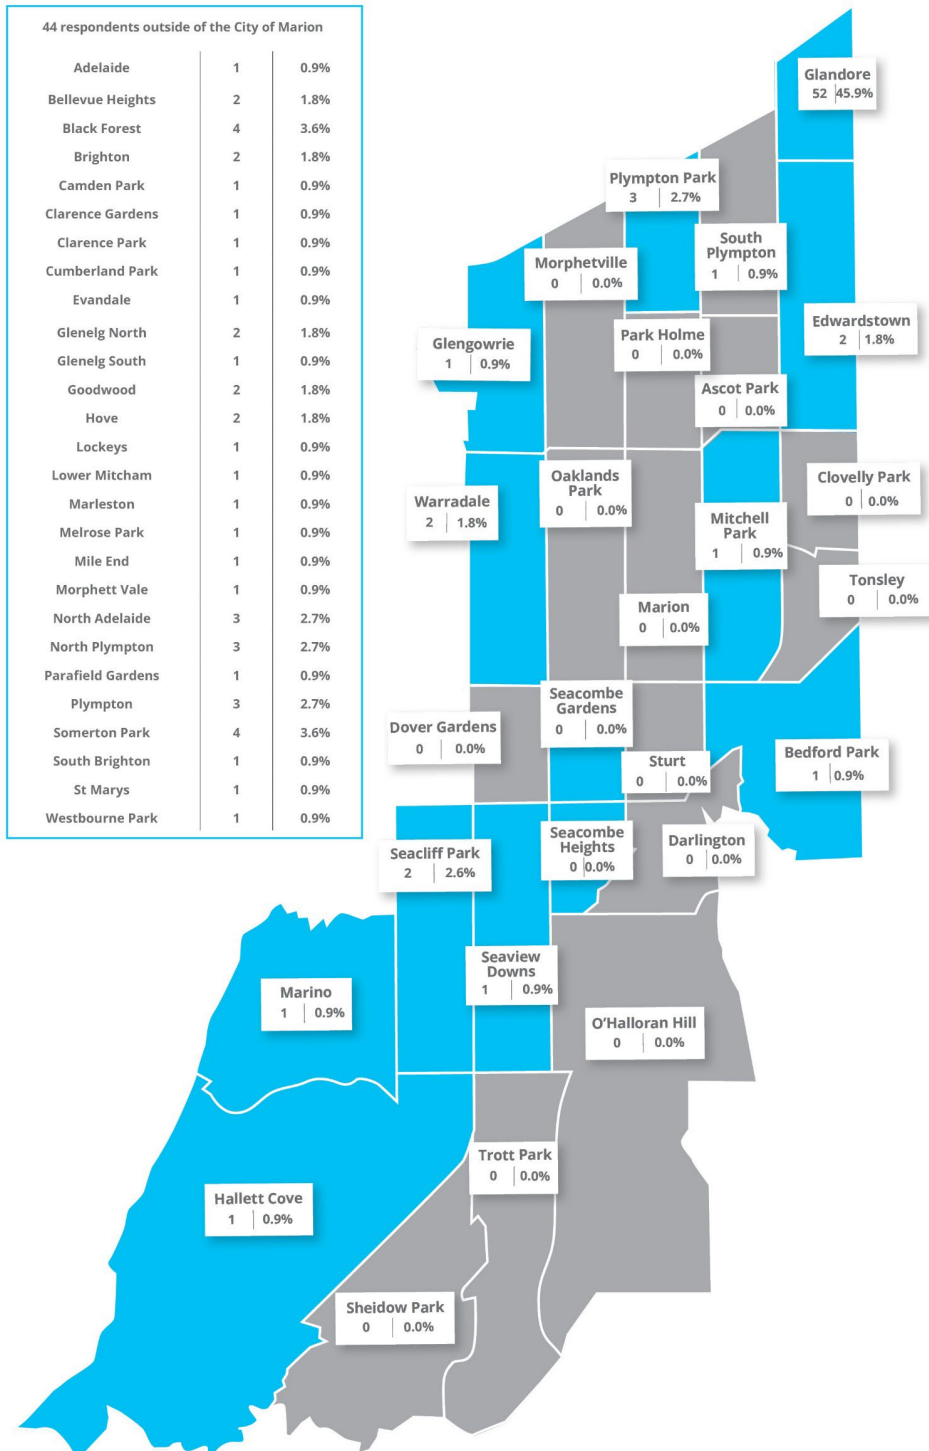 44 respondents outside of the City of Marion
Adelaide 1 0.9%
Bellevue Heights 2 1.8%
Black Forest 4 3.6%
Brighton 2 1.8%
Camden Park 1 0.9%
Clarence Gardens 1 0.9%
Clarence Park 1 0.9%
Cumberland Park 1 0.9%
Evandale 1 0.9%
Glenelg North 2 1.8%
Glenelg South 1 0.9%
Goodwood 2 1.8%
Hove 2 1.8%
Lockeys 1 0.9%
Lower Mitcham 1 0.9%
Marleston 1 0.9%
Melrose Park 1 0.9%
Mile End 1 0.9%
Morphett Vale 1 0.9%
North Adelaide 3 2.7%
North Plympton 3 2.7%
Parafield Gardens 1 0.9%
Plympton 3 2.7%
Somerton Park 4 3.6%
South Brighton 1 0.9%
St Marys 1 0.9%
Westbourne Park 1 0.9%
Glandore
52 45.9%
Plympton Park
3 2.7%
South
Plympton
1 0.9%
Morphetville
0 0.0%
Edwardstown
2 1.8%
Glengowrie
1 0.9%
Park Holme
0 0.0%
Ascot Park
0 0.0%
Clovelly Park
0 0.0%
Oaklands
Park
0 0.0%
Warradale
2 1.8%
Mitchell
Park
1 0.9%
Tonsley
0 0.0%
Marion
0 0.0%
Seacombe
Gardens
0 0.0%
Dover Gardens
0 0.0%
Sturt
0 0.0%
Bedford Park
1 0.9%
Seacombe
Heights
0 0.0%
Darlington
0 0.0%
Seacliff Park
2 2.6%
Seaview
Downs
1 0.9%
Marino
1 0.9%
O'Halloran Hill
0 0.0%
Trott Park
0 0.0%
Hallett Cove
1 0.9%
Sheidow Park
0 0.0%